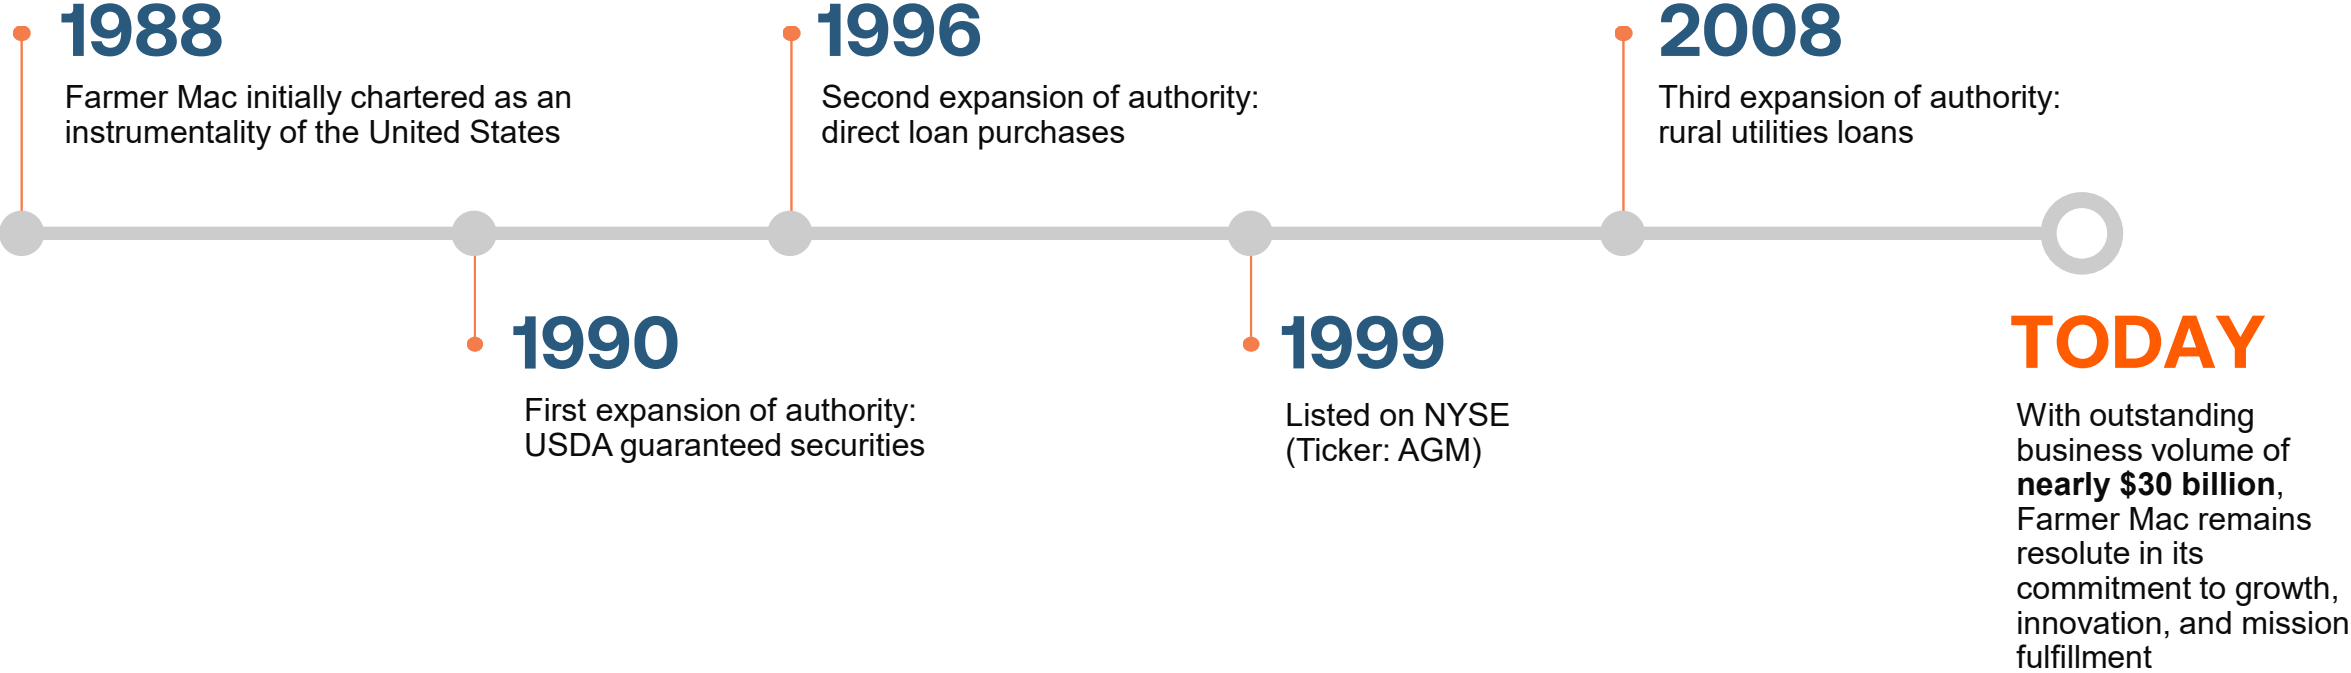 1988
Farmer Mac initially chartered as an
instrumentality of the United States
1990
First expansion of authority:
USDA guaranteed securities
1996
Second expansion of authority:
direct loan purchases
1999
Listed on NYSE
(Ticker: AGM)
2008
Third expansion of authority:
rural utilities loans
TODAY
With outstanding
business volume of
nearly $30 billion,
Farmer Mac remains
resolute in its
commitment to growth,
innovation, and mission
fulfillment